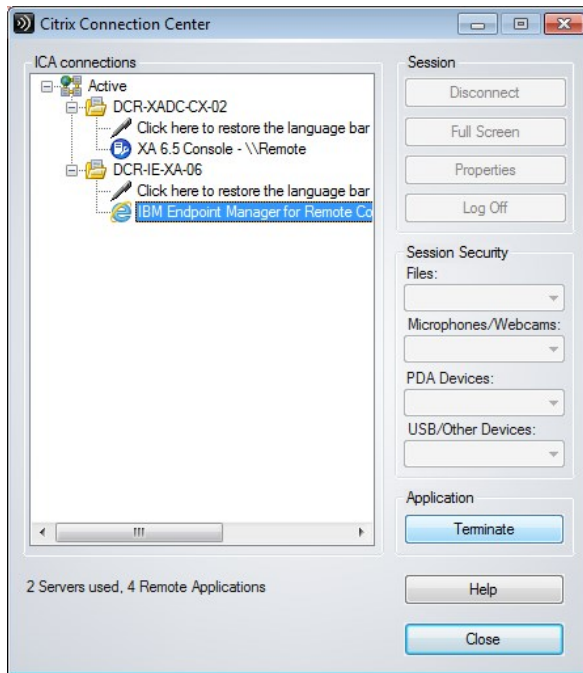 Citrix Connection Center
ICA connections
Active
DCR-XADC-CX-02
Click here to restore the language bar
XA 6.5 Console - \\Remote
DCR-IE-XA-06
Click here to restore the language bar
IBM Endpoint Manager for Remote Co
2 Servers used, 4 Remote Applications
Session
Disconnect
Full Screen
Properties
Log Off
Session Security
Files:
Microphones/Webcams:
PDA Devices:
USB/Other Devices:
Application
Terminate
Help
Close